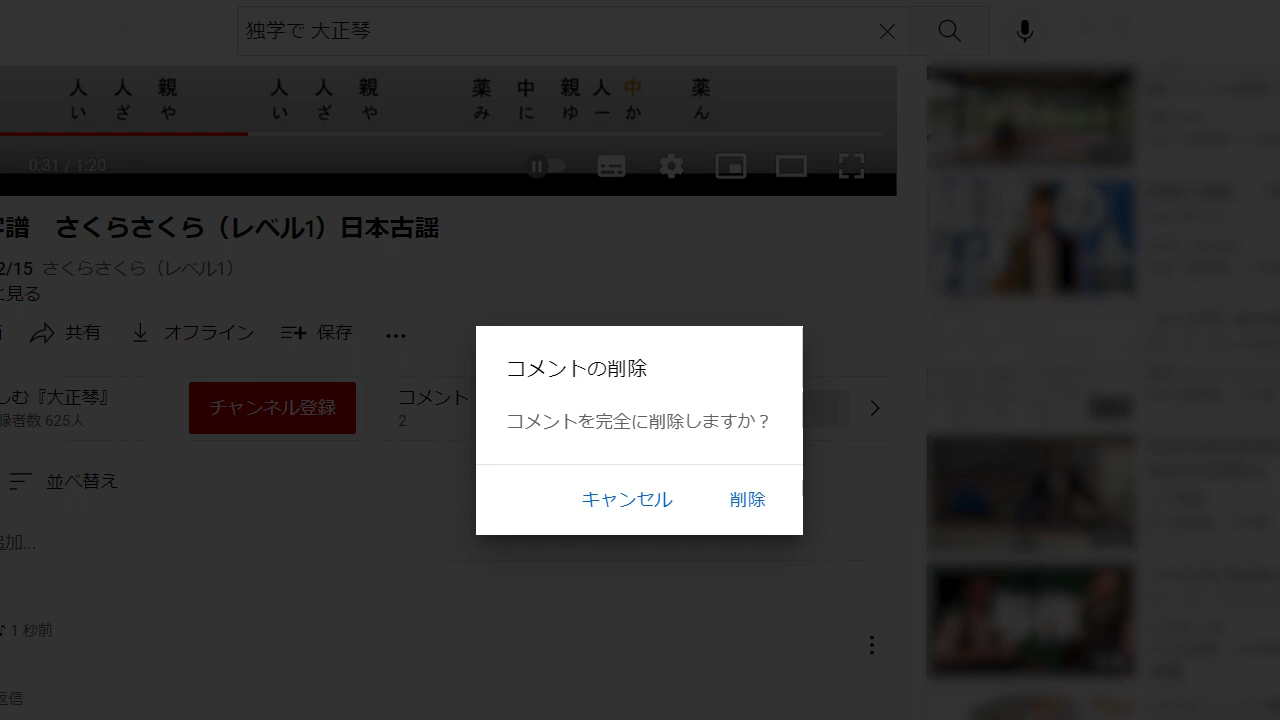 独学で 大正琴
人 人 親 人 人 親 薬 中 親 人 中 薬
い ざ や い ざ や み に ゆ ー か ん
0:31 / 1:20
字譜 さくらさくら（レベル1）日本古謡
2/15 さくらさくら（レベル1）
と見る
共有 オフライン 保存 ...
しむ『大正琴』
録者数 625人
チャンネル登録
コメント
2
並べ替え
追加...
1 秒前
返信
コメントの削除
コメントを完全に削除しますか？
キャンセル 削除